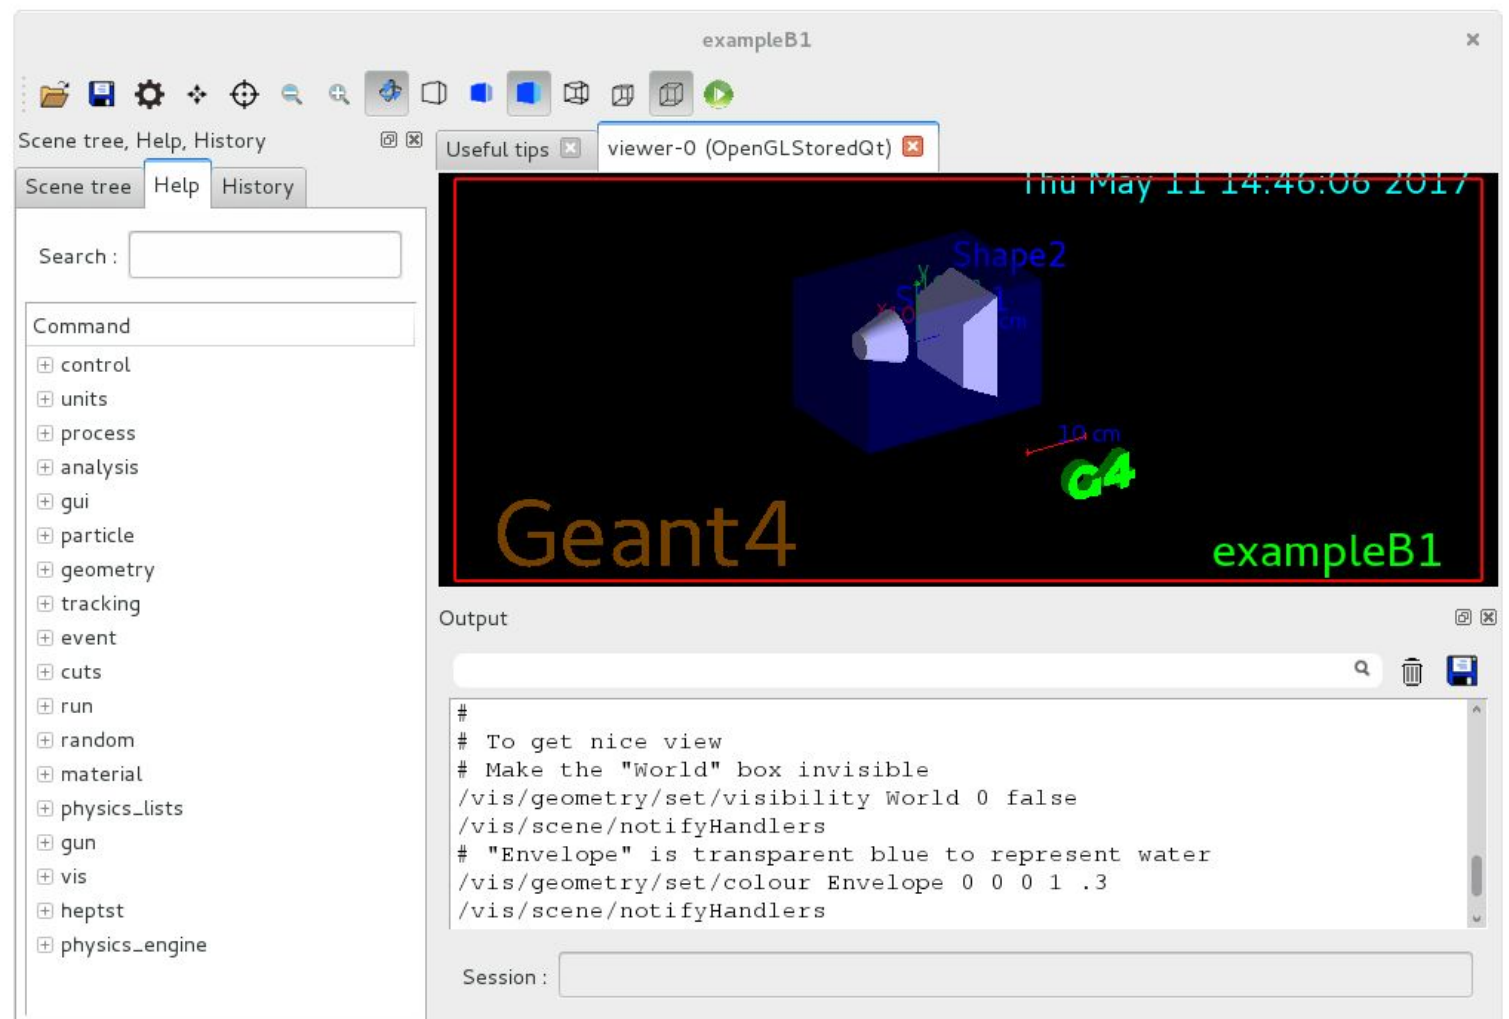 exampleB1
Scene tree, Help, History
Useful tips
viewer-0 (OpenGLStoredQt)
Scene tree
Help
History
Search :
Command
control
units
process
analysis
gui
particle
geometry
tracking
event
cuts
run
random
material
physics_lists
gun
vis
heptst
physics_engine
Thu May 11 14:46:06 2017
Shape2
y
x
cm
10 cm
G4
Geant4
exampleB1
Output
#
# To get nice view
# Make the "World" box invisible
/vis/geometry/set/visibility World 0 false
/vis/scene/notifyHandlers
# "Envelope" is transparent blue to represent water
/vis/geometry/set/colour Envelope 0 0 0 1 .3
/vis/scene/notifyHandlers
Session :